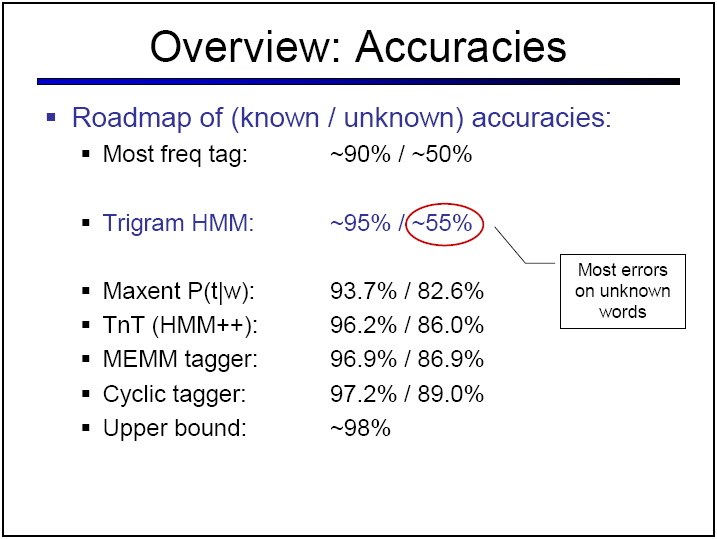 Overview: Accuracies
▪ Roadmap of (known / unknown) accuracies:
▪ Most freq tag: ~90% / ~50%
▪ Trigram HMM: ~95% / ~55%
Most errors
on unknown
words
▪ Maxent P(t|w): 93.7% / 82.6%
▪ TnT (HMM++): 96.2% / 86.0%
▪ MEMM tagger: 96.9% / 86.9%
▪ Cyclic tagger: 97.2% / 89.0%
▪ Upper bound: ~98%